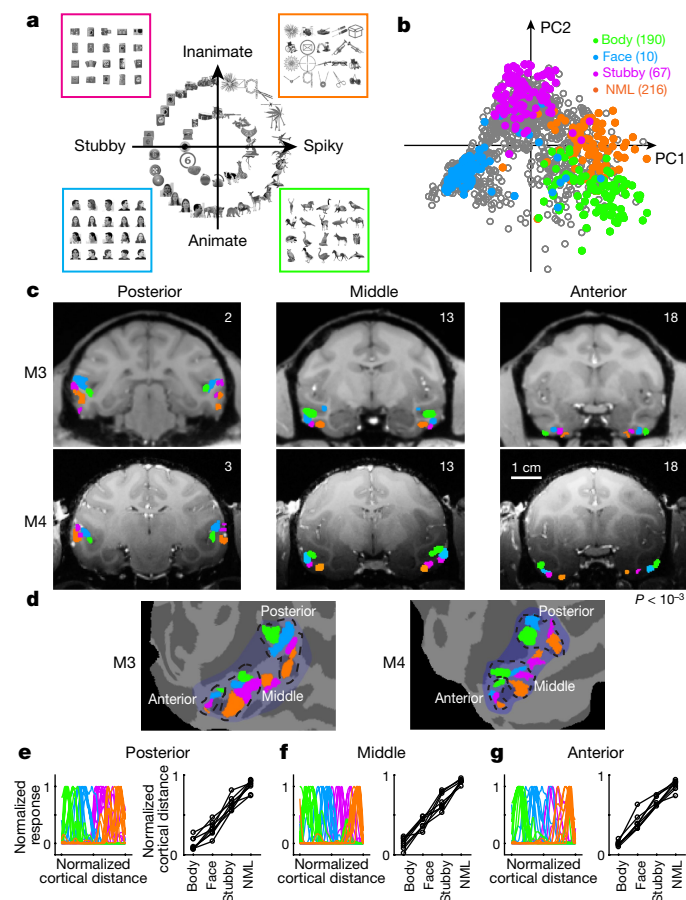 a
Inanimate
Stubby
Spiky
6
Animate
b
PC2
Body (190)
Face (10)
Stubby (67)
NML (216)
PC1
c
Posterior
Middle
Anterior
M3
2
13
18
M4
3
13
18
1 cm
P < 10⁻³
d
M3
Posterior
Anterior
Middle
M4
Posterior
Anterior
Middle
e
Posterior
Normalized
response
1
0
Normalized
cortical distance
Normalized
cortical distance
1
0
Body
Face
Stubby
NML
f
Middle
1
0
Normalized
cortical distance
1
0
Body
Face
Stubby
NML
g
Anterior
1
0
Normalized
cortical distance
1
0
Body
Face
Stubby
NML